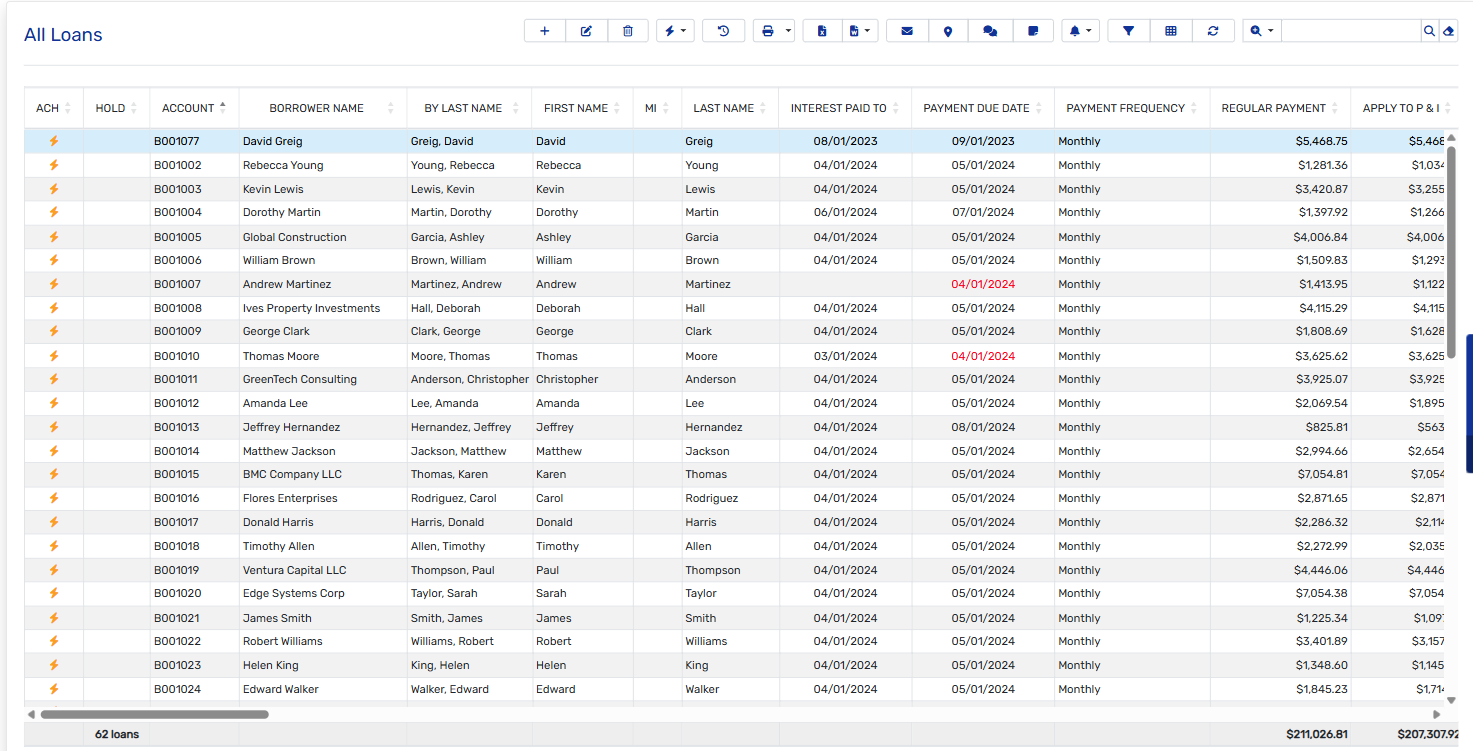 All Loans
ACH HOLD ACCOUNT BORROWER NAME BY LAST NAME FIRST NAME MI LAST NAME INTEREST PAID TO PAYMENT DUE DATE PAYMENT FREQUENCY REGULAR PAYMENT APPLY TO P & I
B001077 David Greig Greig, David David Greig 08/01/2023 09/01/2023 Monthly $5,468.75 $5,468
B001002 Rebecca Young Young, Rebecca Rebecca Young 04/01/2024 05/01/2024 Monthly $1,281.36 $1,034
B001003 Kevin Lewis Lewis, Kevin Kevin Lewis 04/01/2024 05/01/2024 Monthly $3,420.87 $3,255
B001004 Dorothy Martin Martin, Dorothy Dorothy Martin 06/01/2024 07/01/2024 Monthly $1,397.92 $1,266
B001005 Global Construction Garcia, Ashley Ashley Garcia 04/01/2024 05/01/2024 Monthly $4,006.84 $4,006
B001006 William Brown Brown, William William Brown 04/01/2024 05/01/2024 Monthly $1,509.83 $1,293
B001007 Andrew Martinez Martinez, Andrew Andrew Martinez 04/01/2024 Monthly $1,413.95 $1,122
B001008 Ives Property Investments Hall, Deborah Deborah Hall 04/01/2024 05/01/2024 Monthly $4,115.29 $4,115
B001009 George Clark Clark, George George Clark 04/01/2024 05/01/2024 Monthly $1,808.69 $1,628
B001010 Thomas Moore Moore, Thomas Thomas Moore 03/01/2024 04/01/2024 Monthly $3,625.62 $3,625
B001011 GreenTech Consulting Anderson, Christopher Christopher Anderson 04/01/2024 05/01/2024 Monthly $3,925.07 $3,925
B001012 Amanda Lee Lee, Amanda Amanda Lee 04/01/2024 05/01/2024 Monthly $2,069.54 $1,895
B001013 Jeffrey Hernandez Hernandez, Jeffrey Jeffrey Hernandez 04/01/2024 08/01/2024 Monthly $825.81 $563
B001014 Matthew Jackson Jackson, Matthew Matthew Jackson 04/01/2024 05/01/2024 Monthly $2,994.66 $2,654
B001015 BMC Company LLC Thomas, Karen Karen Thomas 04/01/2024 05/01/2024 Monthly $7,054.81 $7,054
B001016 Flores Enterprises Rodriguez, Carol Carol Rodriguez 04/01/2024 05/01/2024 Monthly $2,871.65 $2,871
B001017 Donald Harris Harris, Donald Donald Harris 04/01/2024 05/01/2024 Monthly $2,286.32 $2,114
B001018 Timothy Allen Allen, Timothy Timothy Allen 04/01/2024 05/01/2024 Monthly $2,272.99 $2,035
B001019 Ventura Capital LLC Thompson, Paul Paul Thompson 04/01/2024 05/01/2024 Monthly $4,446.06 $4,446
B001020 Edge Systems Corp Taylor, Sarah Sarah Taylor 04/01/2024 05/01/2024 Monthly $7,054.38 $7,054
B001021 James Smith Smith, James James Smith 04/01/2024 05/01/2024 Monthly $1,225.34 $1,097
B001022 Robert Williams Williams, Robert Robert Williams 04/01/2024 05/01/2024 Monthly $3,401.89 $3,157
B001023 Helen King King, Helen Helen King 04/01/2024 05/01/2024 Monthly $1,348.60 $1,145
B001024 Edward Walker Walker, Edward Edward Walker 04/01/2024 05/01/2024 Monthly $1,845.23 $1,714
62 loans $211,026.81 $207,307.92